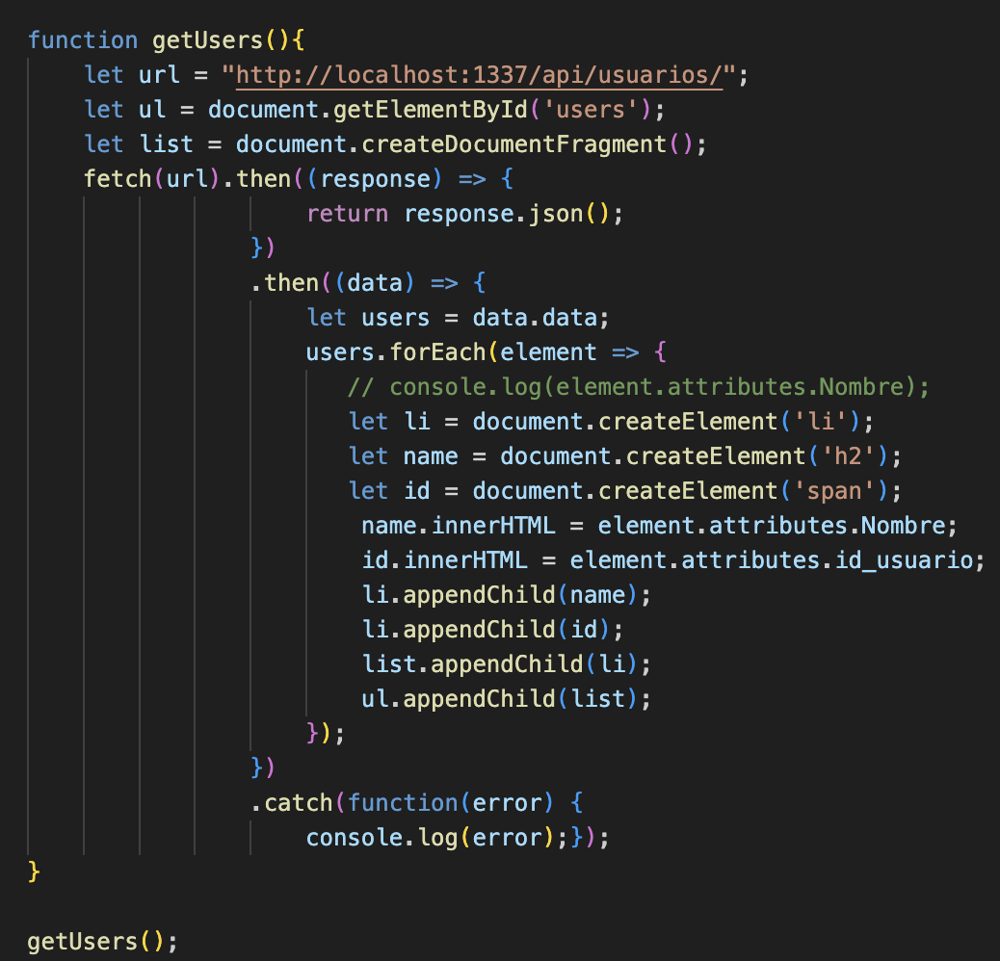 function getUsers(){
    let url = "http://localhost:1337/api/usuarios/";
    let ul = document.getElementById('users');
    let list = document.createDocumentFragment();
    fetch(url).then((response) => {
                    return response.json();
                })
                .then((data) => {
                    let users = data.data;
                    users.forEach(element => {
                       // console.log(element.attributes.Nombre);
                       let li = document.createElement('li');
                       let name = document.createElement('h2');
                       let id = document.createElement('span');
                        name.innerHTML = element.attributes.Nombre;
                        id.innerHTML = element.attributes.id_usuario;
                        li.appendChild(name);
                        li.appendChild(id);
                        list.appendChild(li);
                        ul.appendChild(list);
                    });
                })
                .catch(function(error) {
                    console.log(error);});
}

getUsers();